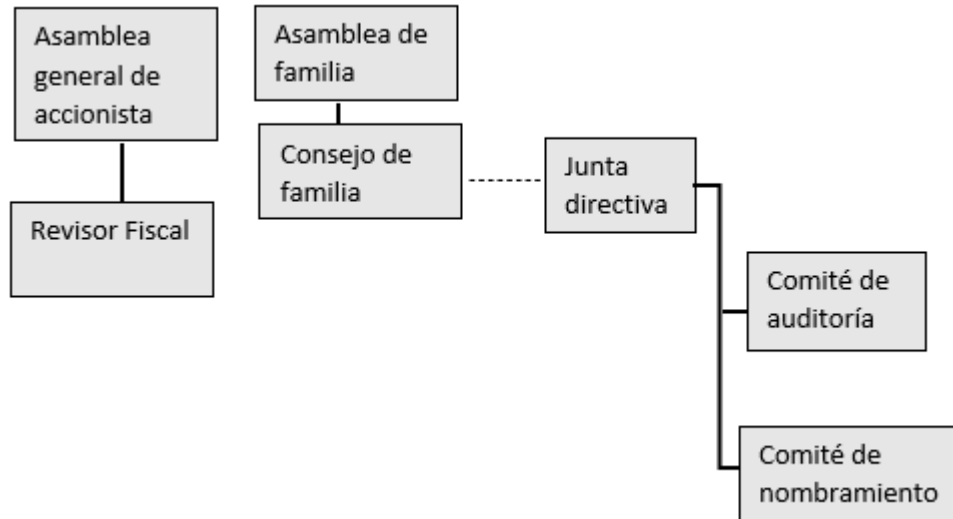 Asamblea
general de
accionista
Revisor Fiscal
Asamblea de
familia
Consejo de
familia
Junta
directiva
Comité de
auditoría
Comité de
nombramiento